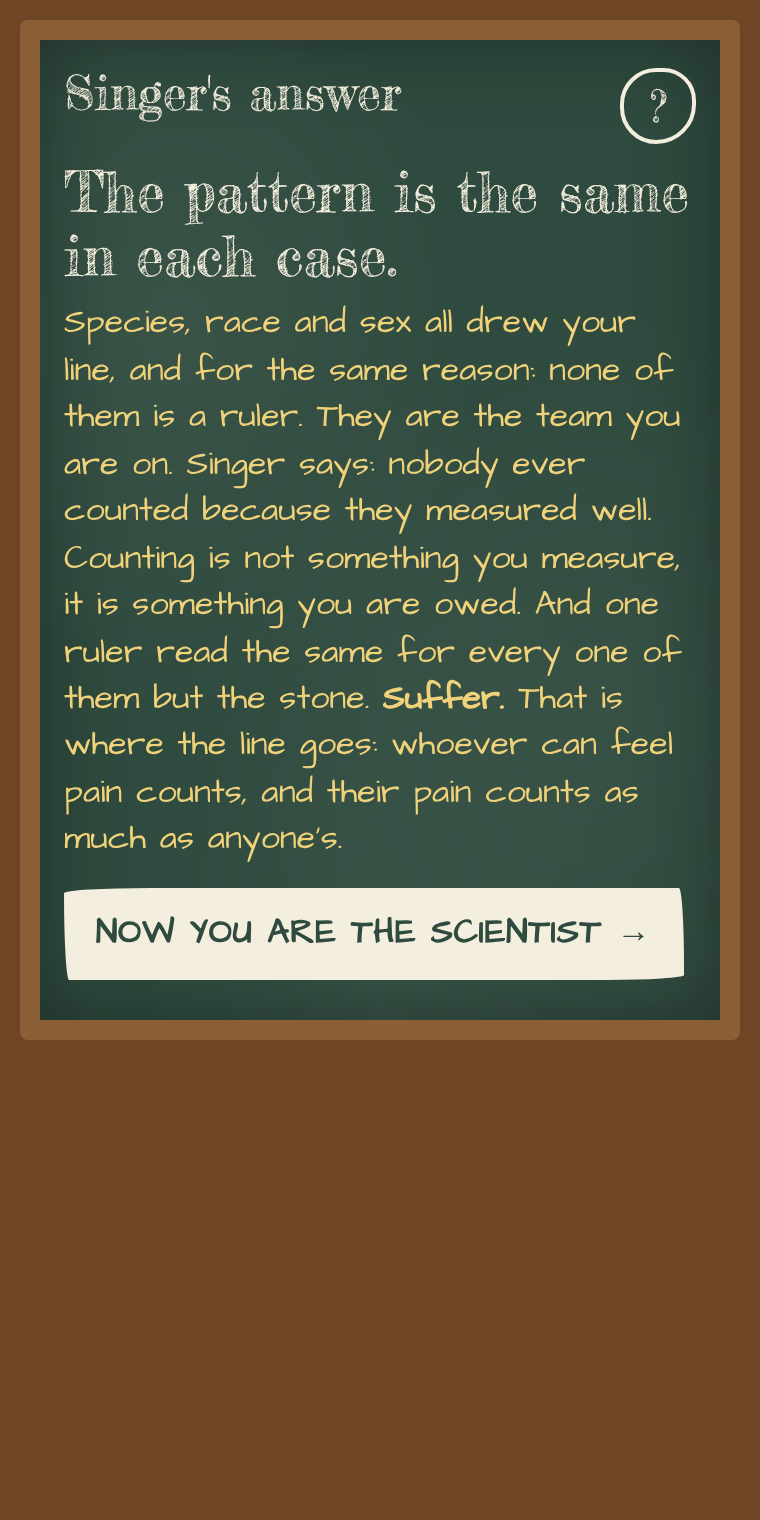 Singer's answer
?
The pattern is the same
in each case.
Species, race and sex all drew your
line, and for the same reason: none of
them is a ruler. They are the team you
are on. Singer says: nobody ever
counted because they measured well.
Counting is not something you measure,
it is something you are owed. And one
ruler read the same for every one of
them but the stone. Suffer. That is
where the line goes: whoever can feel
pain counts, and their pain counts as
much as anyone's.
NOW YOU ARE THE SCIENTIST →